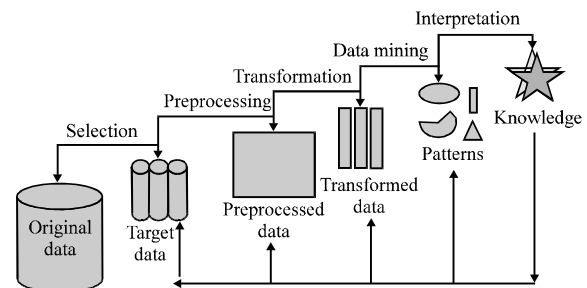 Interpretation
Data mining
Transformation
Preprocessing
Selection
Knowledge
Patterns
Transformed
data
Preprocessed
data
Target
data
Original
data